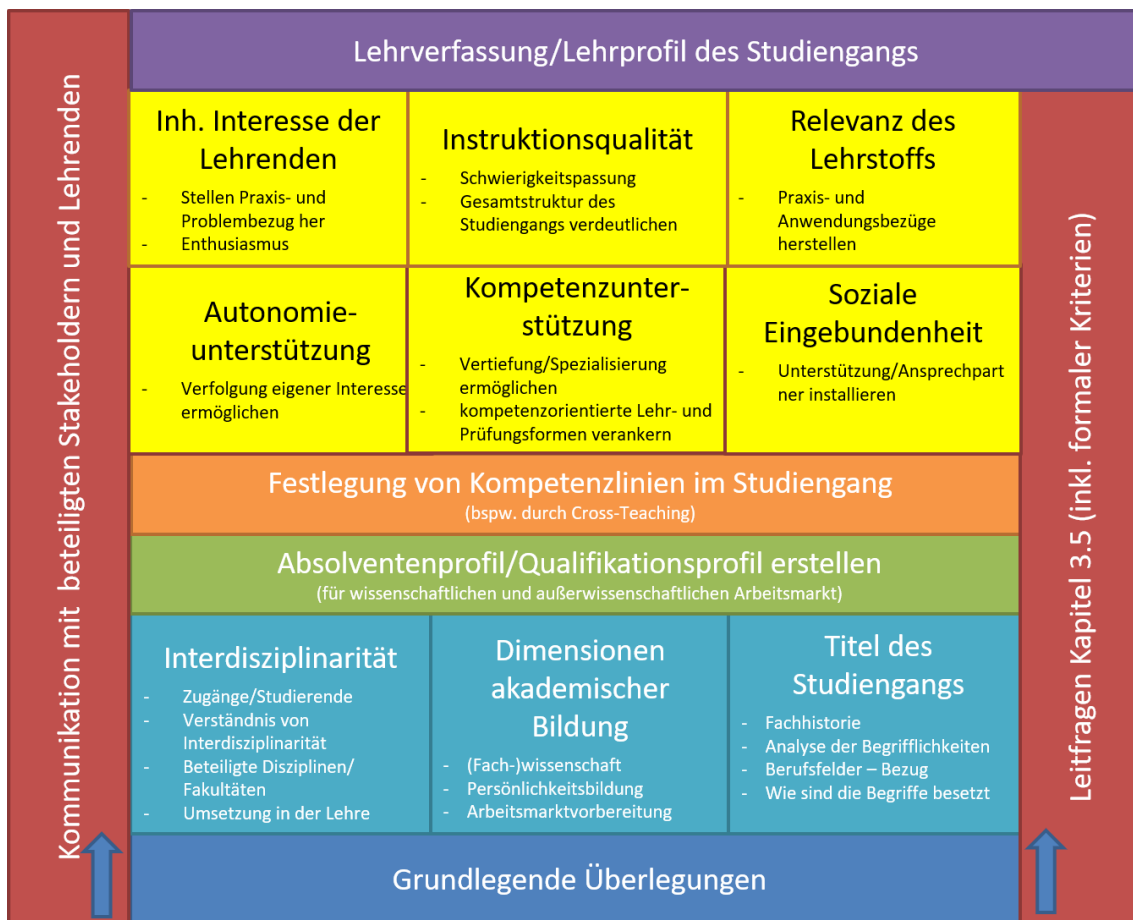 Lehrverfassung/Lehrprofil des Studiengangs
Kommunikation mit beteiligten Stakeholdern und Lehrenden
Inh. Interesse der
Lehrenden
- Stellen Praxis- und
Problembezug her
- Enthusiasmus
Instruktionsqualität
- Schwierigkeitspassung
- Gesamtstruktur des
Studiengangs verdeutlichen
Relevanz des
Lehrstoffs
- Praxis- und
Anwendungsbezüge
herstellen
Autonomie-
unterstützung
- Verfolgung eigener Interesse
ermöglichen
Kompetenzunter-
stützung
- Vertiefung/Spezialisierung
ermöglichen
- kompetenzorientierte Lehr- und
Prüfungsformen verankern
Soziale
Eingebundenheit
- Unterstützung/Ansprechpart
ner installieren
Festlegung von Kompetenzlinien im Studiengang
(bspw. durch Cross-Teaching)
Absolventenprofil/Qualifikationsprofil erstellen
(für wissenschaftlichen und außerwissenschaftlichen Arbeitsmarkt)
Interdisziplinarität
- Zugänge/Studierende
- Verständnis von
Interdisziplinarität
- Beteiligte Disziplinen/
Fakultäten
- Umsetzung in der Lehre
Dimensionen
akademischer
Bildung
- (Fach-)wissenschaft
- Persönlichkeitsbildung
- Arbeitsmarktvorbereitung
Titel des
Studiengangs
- Fachhistorie
- Analyse der Begrifflichkeiten
- Berufsfelder – Bezug
- Wie sind die Begriffe besetzt
Grundlegende Überlegungen
Leitfragen Kapitel 3.5 (inkl. formaler Kriterien)